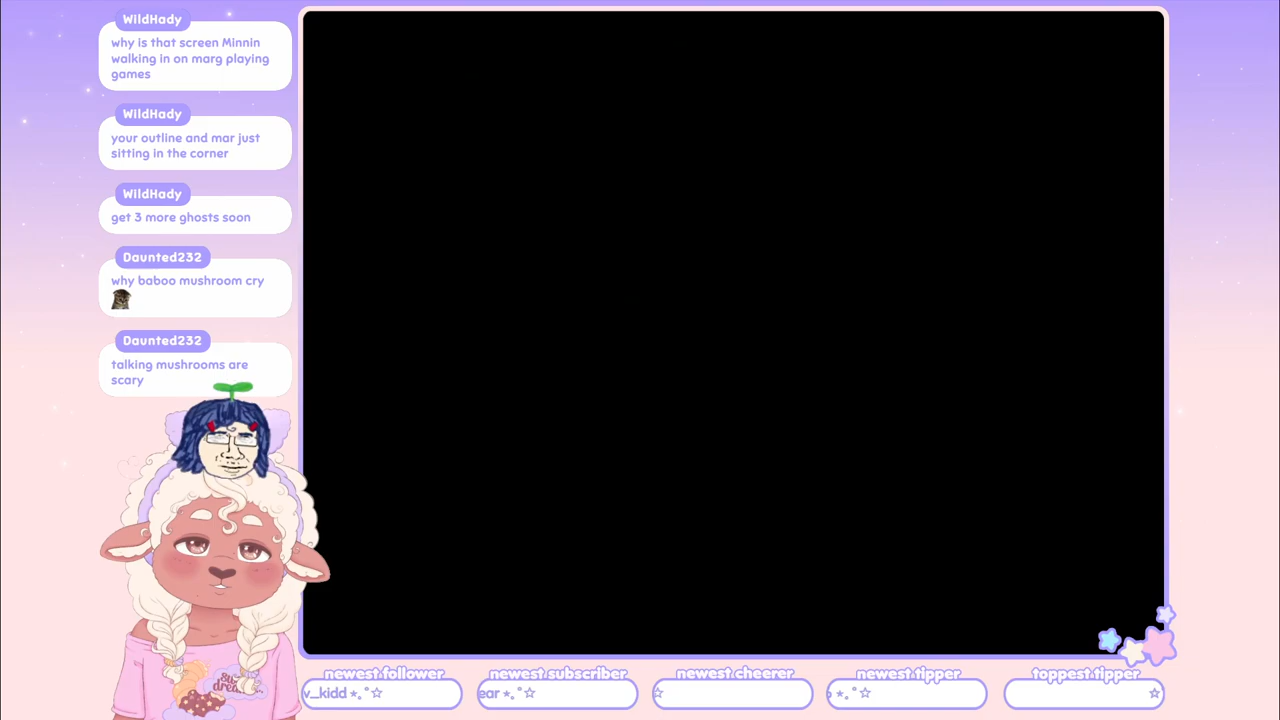 WildHady
why is that screen Minnin
walking in on marg playing
games
WildHady
your outline and mar just
sitting in the corner
WildHady
get 3 more ghosts soon
Daunted232
why baboo mushroom cry
Daunted232
talking mushrooms are
scary
newest follower
newest subscriber
newest cheerer
newest tipper
toppest tipper
v_kidd ⋆｡˚☆
ear ⋆｡˚☆
☆
⋆｡˚☆
☆